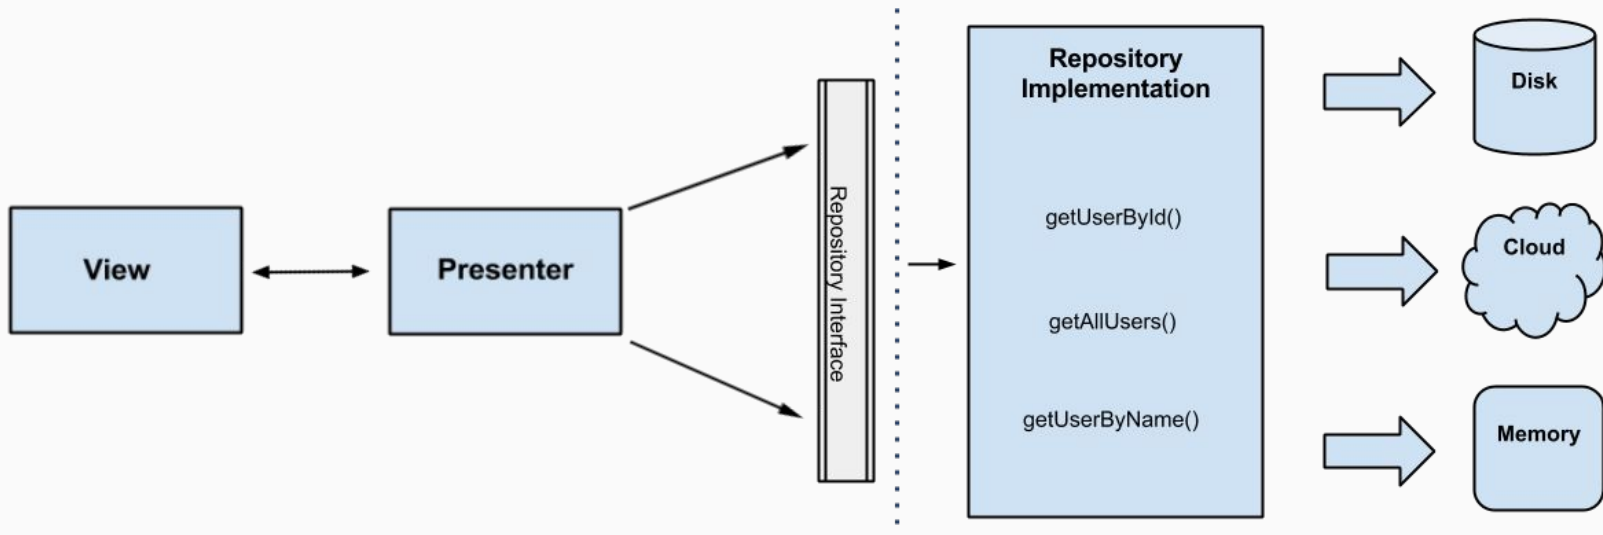 View
Presenter
Repository Interface
Repository
Implementation
getUserById()
getAllUsers()
getUserByName()
Disk
Cloud
Memory